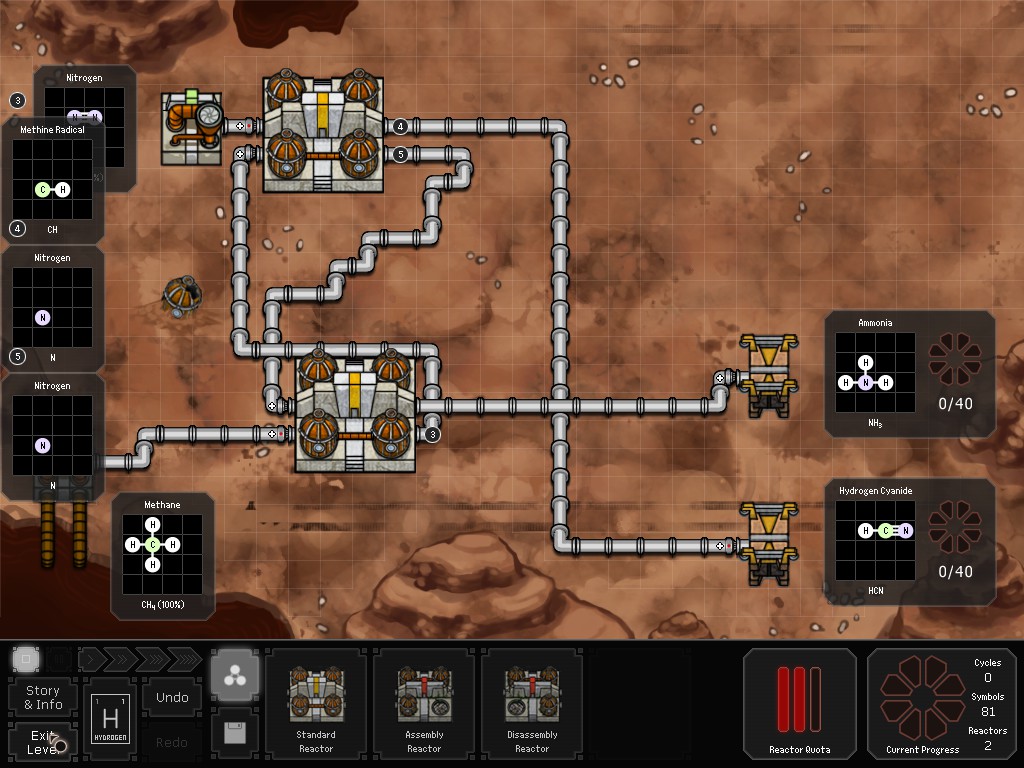 Nitrogen
3
N
N
Methine Radical
C
H
4
CH
Nitrogen
N
5
N
Nitrogen
N
N
4
5
3
Methane
H
H
C
H
H
CH₄ (100%)
Ammonia
H
H
N
H
NH₃
0/40
Hydrogen Cyanide
H
C
N
HCN
0/40
Story
& Info
Exit
Level
1
1
H
HYDROGEN
Undo
Redo
Standard
Reactor
Assembly
Reactor
Disassembly
Reactor
Reactor Quota
Current Progress
Cycles
0
Symbols
81
Reactors
2